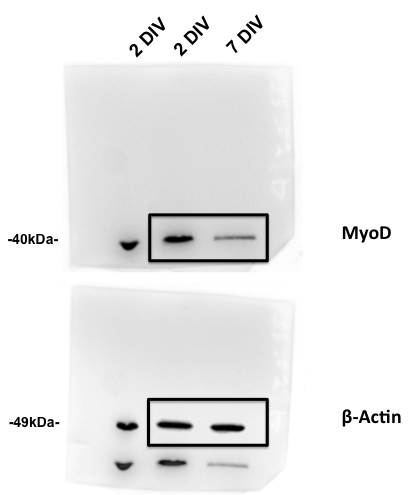 2 DIV
2 DIV
7 DIV
-40kDa-
MyoD
-49kDa-
β-Actin